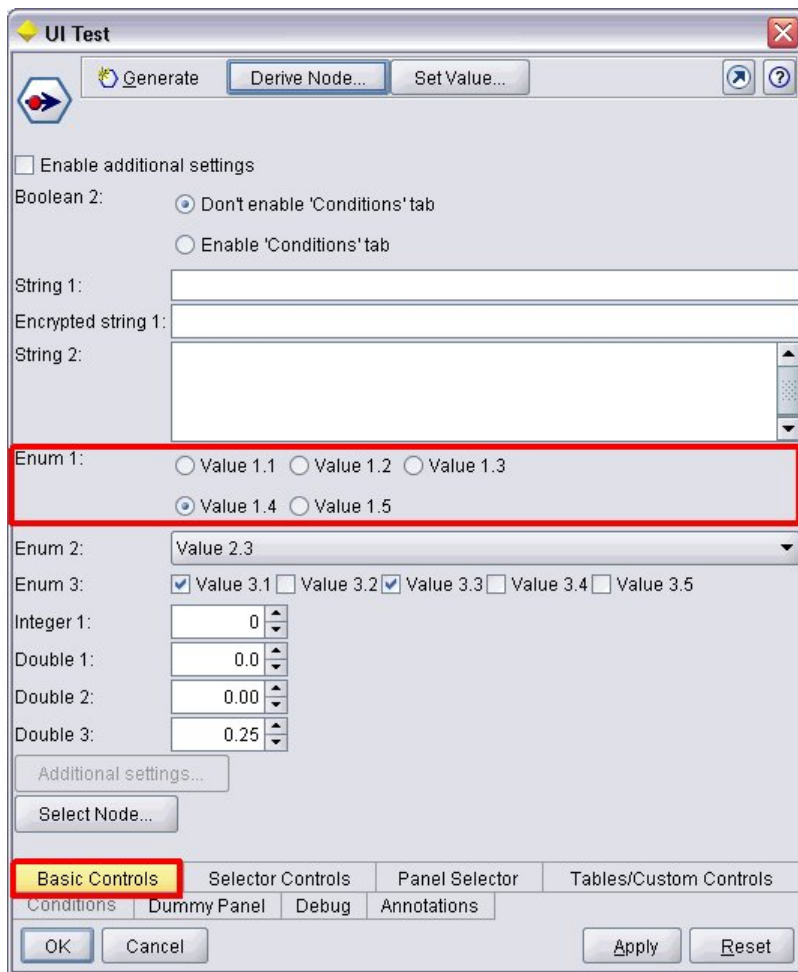 UI Test
Generate Derive Node... Set Value... ?
Enable additional settings
Boolean 2: Don't enable 'Conditions' tab
Enable 'Conditions' tab
String 1:
Encrypted string 1:
String 2:
Enum 1: Value 1.1 Value 1.2 Value 1.3
Value 1.4 Value 1.5
Enum 2: Value 2.3
Enum 3: Value 3.1 Value 3.2 Value 3.3 Value 3.4 Value 3.5
Integer 1: 0
Double 1: 0.0
Double 2: 0.00
Double 3: 0.25
Additional settings...
Select Node...
Basic Controls Selector Controls Panel Selector Tables/Custom Controls
Conditions Dummy Panel Debug Annotations
OK Cancel Apply Reset